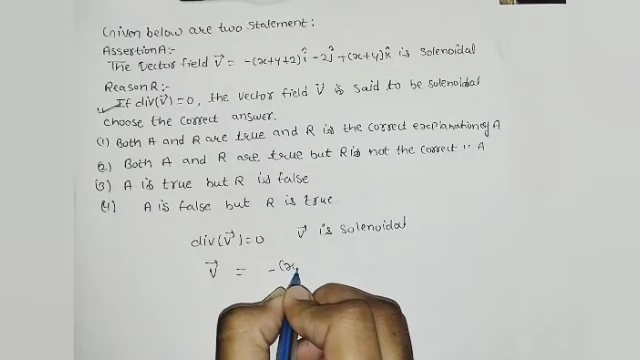 Given below are two statement:
Assertion A:-
The vector field V⃗ = -(x+y+2)î -2ĵ +(x+y)k̂ is solenoidal
Reason R:-
If div(V⃗)=0, the vector field V⃗ is said to be solenoidal
choose the correct answer.
(1) Both A and R are true and R is the correct explanation of A
(2) Both A and R are true but R is not the correct " A
(3) A is true but R is false
(4) A is false but R is true.
div(V⃗)=0 V⃗ is solenoidal
V⃗ = -(x